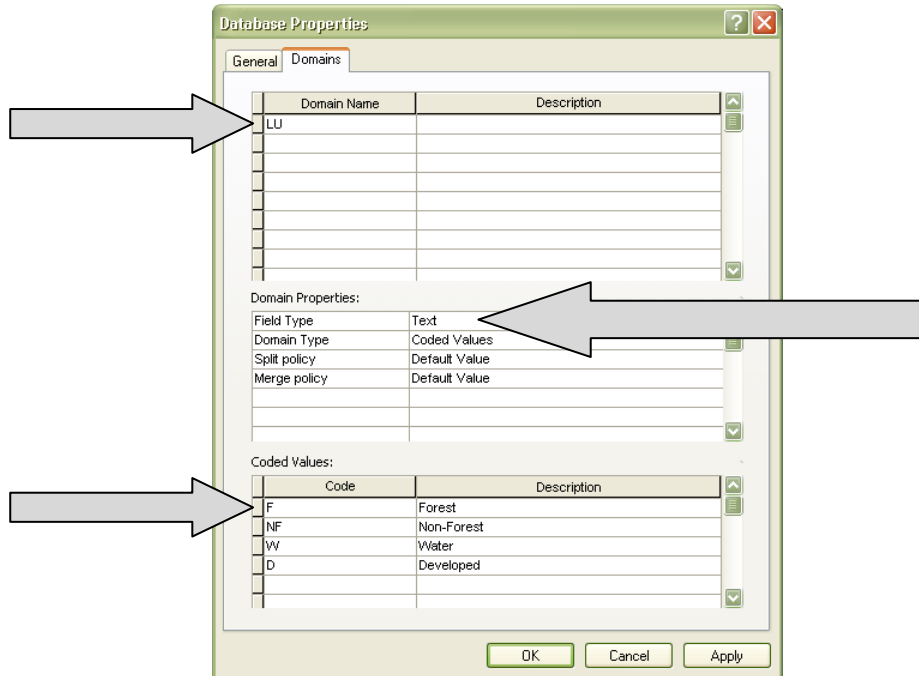 Database Properties
General Domains
Domain Name Description
LU
Domain Properties:
Field Type Text
Domain Type Coded Values
Split policy Default Value
Merge policy Default Value
Coded Values:
Code Description
F Forest
NF Non-Forest
W Water
D Developed
OK Cancel Apply